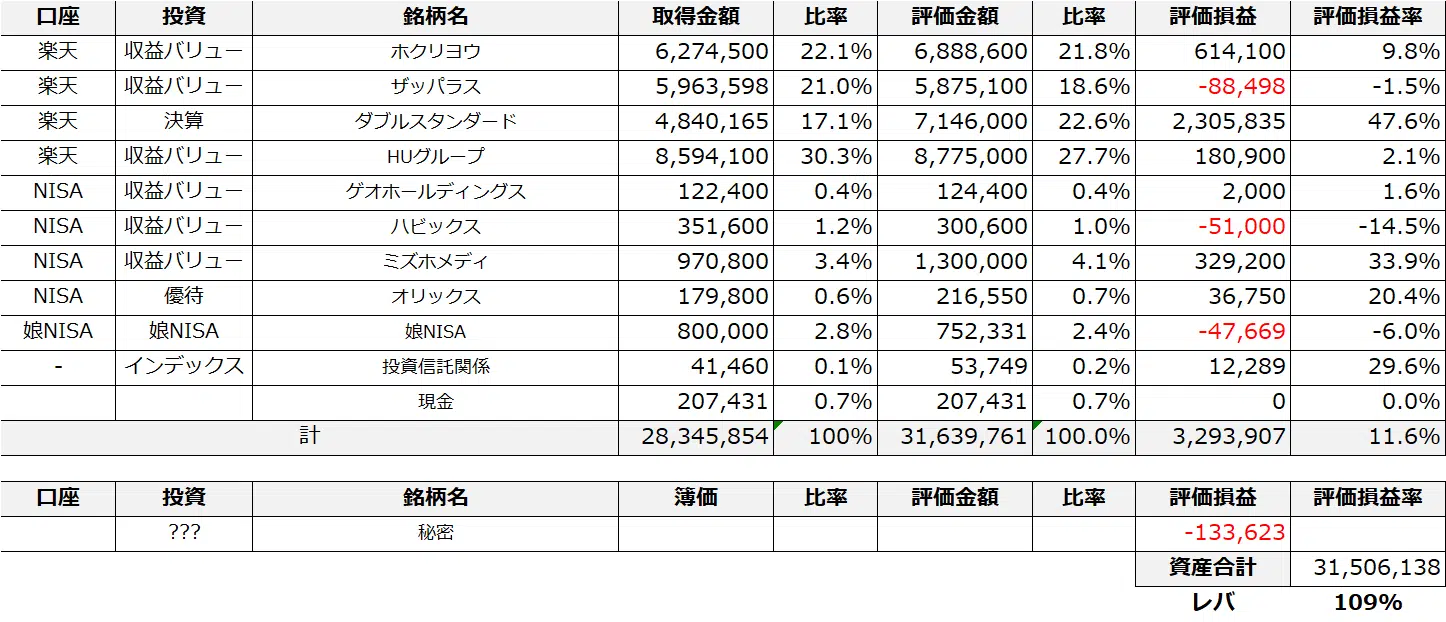 口座 投資 銘柄名 取得金額 比率 評価金額 比率 評価損益 評価損益率
楽天 収益バリュー ホクリヨウ 6,274,500 22.1% 6,888,600 21.8% 614,100 9.8%
楽天 収益バリュー ザッパラス 5,963,598 21.0% 5,875,100 18.6% -88,498 -1.5%
楽天 決算 ダブルスタンダード 4,840,165 17.1% 7,146,000 22.6% 2,305,835 47.6%
楽天 収益バリュー HUグループ 8,594,100 30.3% 8,775,000 27.7% 180,900 2.1%
NISA 収益バリュー ゲオホールディングス 122,400 0.4% 124,400 0.4% 2,000 1.6%
NISA 収益バリュー ハビックス 351,600 1.2% 300,600 1.0% -51,000 -14.5%
NISA 収益バリュー ミズホメディ 970,800 3.4% 1,300,000 4.1% 329,200 33.9%
NISA 優待 オリックス 179,800 0.6% 216,550 0.7% 36,750 20.4%
娘NISA 娘NISA 娘NISA 800,000 2.8% 752,331 2.4% -47,669 -6.0%
- インデックス 投資信託関係 41,460 0.1% 53,749 0.2% 12,289 29.6%
現金 207,431 0.7% 207,431 0.7% 0 0.0%
計 28,345,854 100% 31,639,761 100.0% 3,293,907 11.6%
口座 投資 銘柄名 簿価 比率 評価金額 比率 評価損益 評価損益率
??? 秘密 -133,623
資産合計 31,506,138
レバ 109%